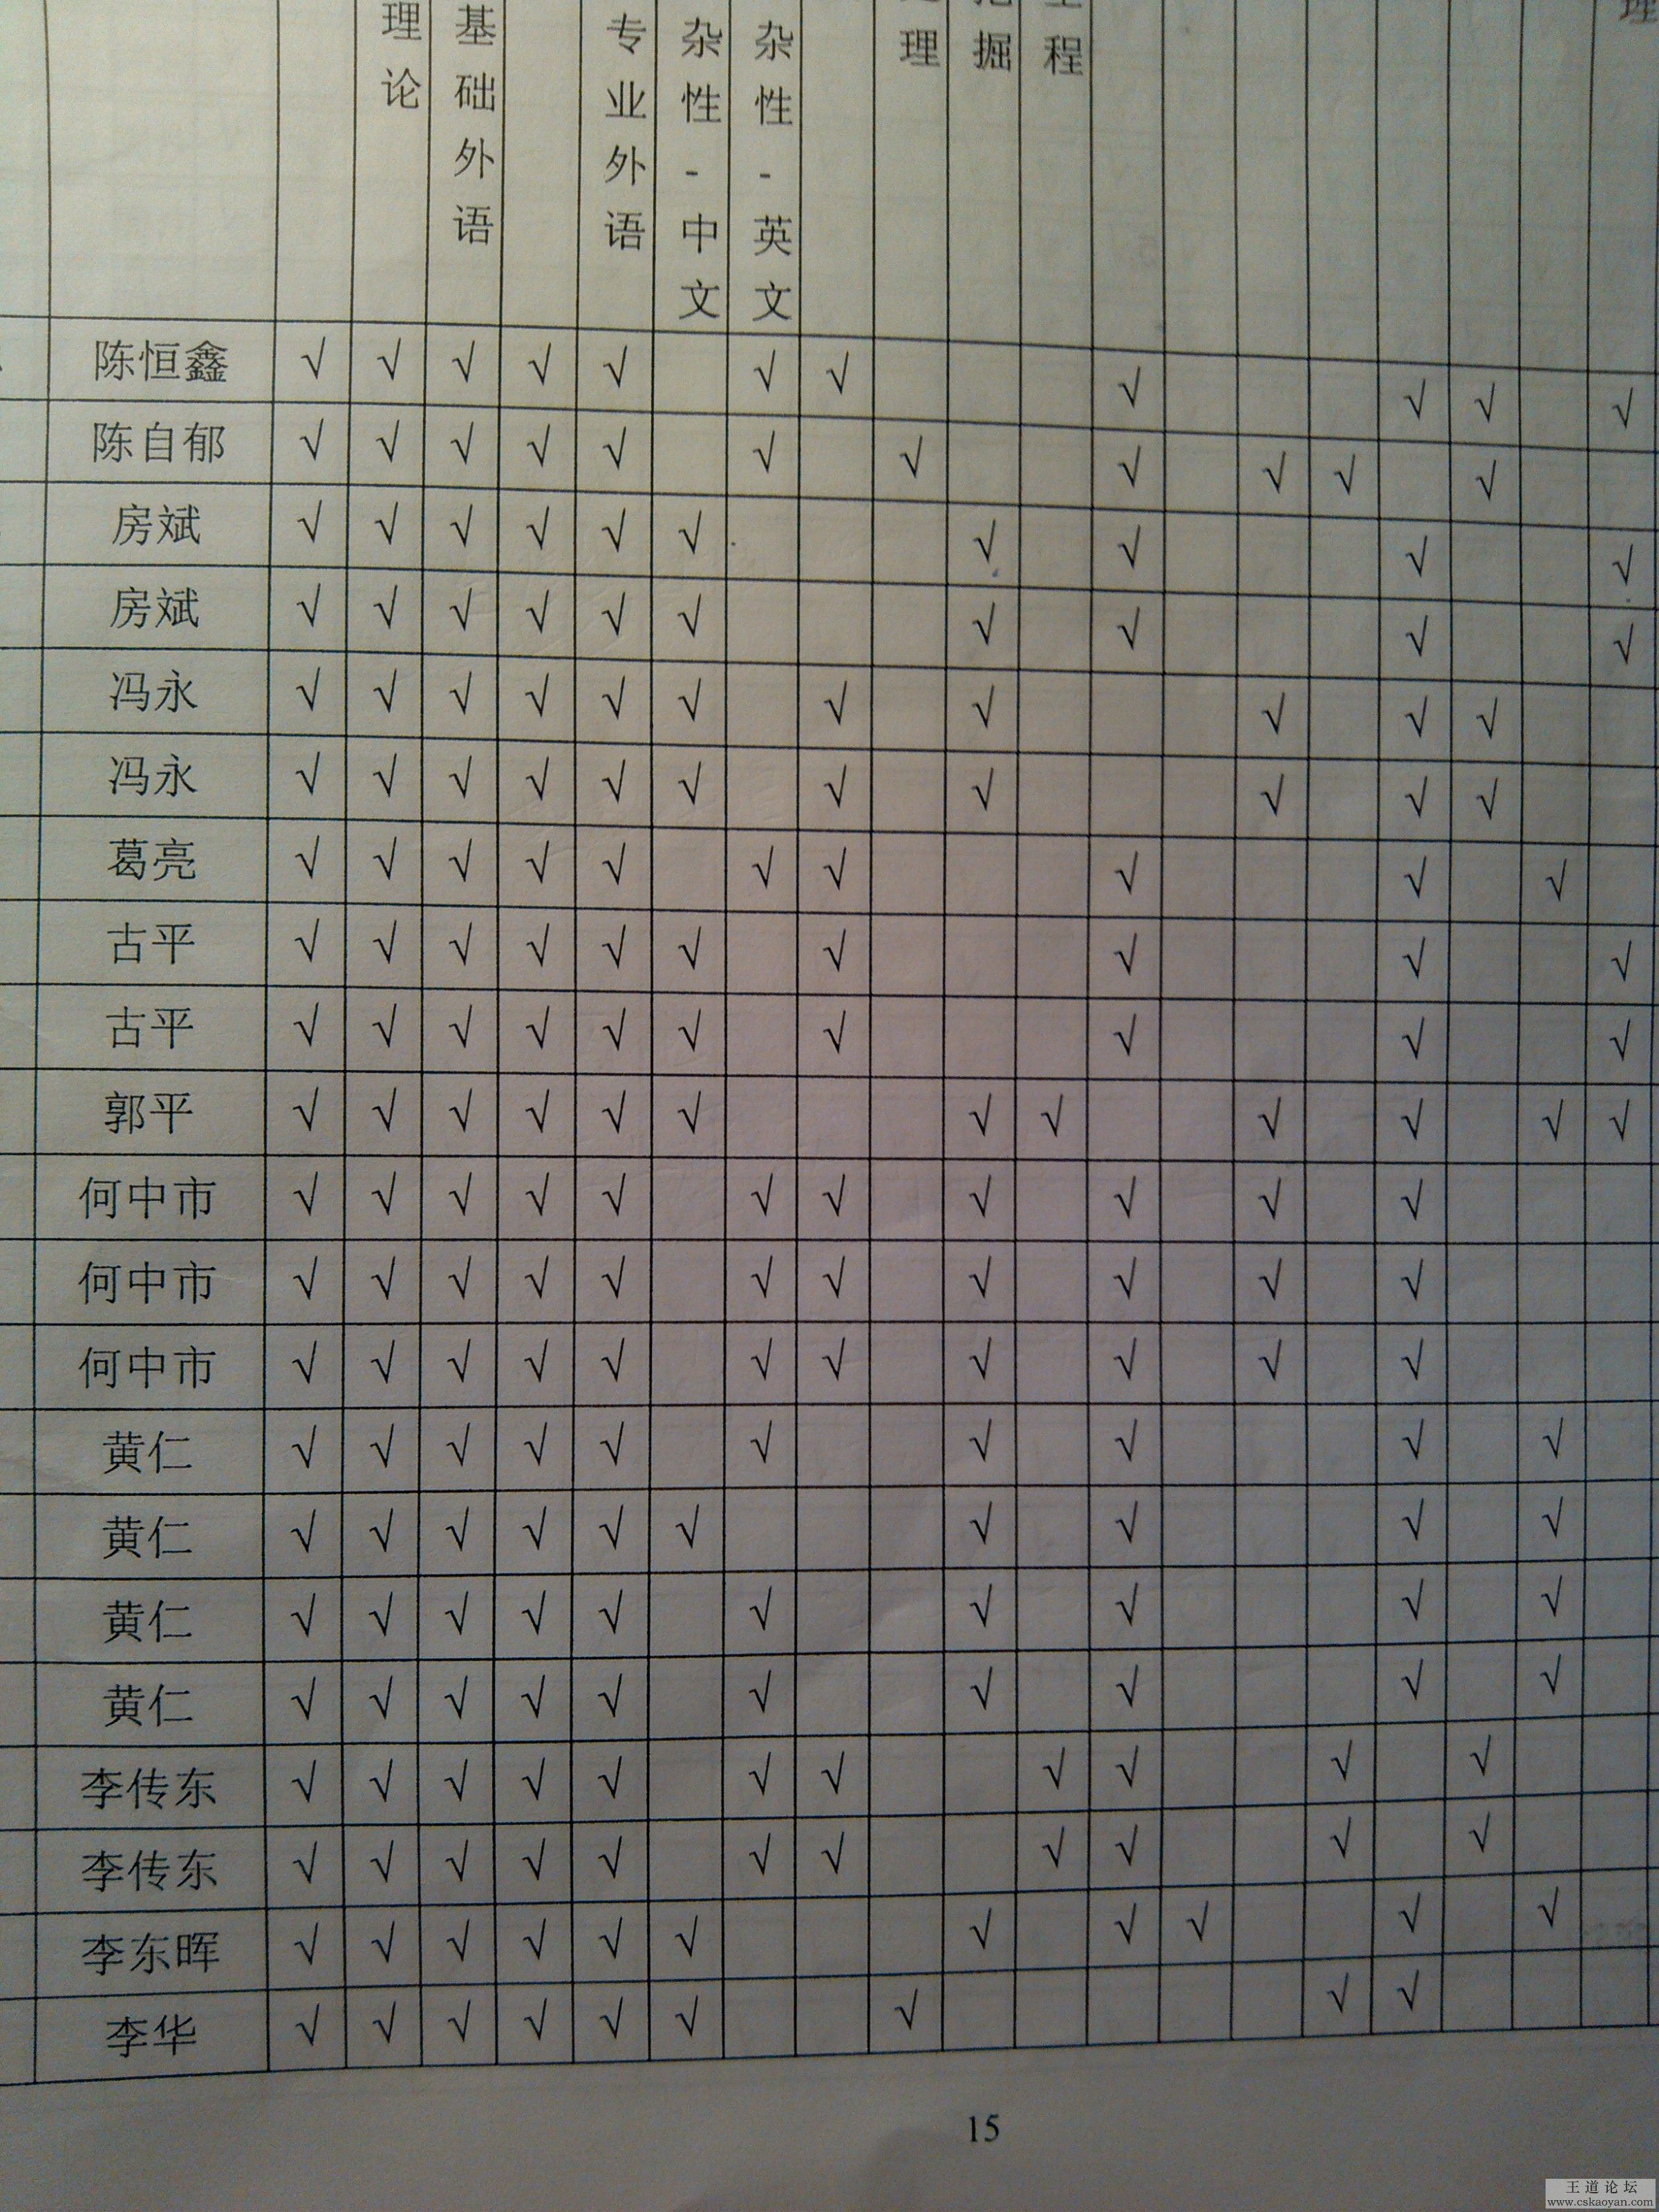 理论
基础外语
专业外语
杂性-中文
杂性-英文
理
掘
程
陈恒鑫 √ √ √ √ √ √ √ √ √ √ √
陈自郁 √ √ √ √ √ √ √ √ √ √ √
房斌 √ √ √ √ √ √ √ √ √ √
房斌 √ √ √ √ √ √ √ √ √ √
冯永 √ √ √ √ √ √ √ √ √ √ √
冯永 √ √ √ √ √ √ √ √ √ √ √
葛亮 √ √ √ √ √ √ √ √ √ √
古平 √ √ √ √ √ √ √ √ √ √
古平 √ √ √ √ √ √ √ √ √ √
郭平 √ √ √ √ √ √ √ √ √ √ √ √
何中市 √ √ √ √ √ √ √ √ √ √ √
何中市 √ √ √ √ √ √ √ √ √ √ √
何中市 √ √ √ √ √ √ √ √ √ √ √
黄仁 √ √ √ √ √ √ √ √ √ √
黄仁 √ √ √ √ √ √ √ √ √ √
黄仁 √ √ √ √ √ √ √ √ √ √
黄仁 √ √ √ √ √ √ √ √ √ √
李传东 √ √ √ √ √ √ √ √ √ √ √
李传东 √ √ √ √ √ √ √ √ √ √ √
李东晖 √ √ √ √ √ √ √ √ √ √ √
李华 √ √ √ √ √ √ √ √ √
15
王道论坛
www.cskaoyan.com